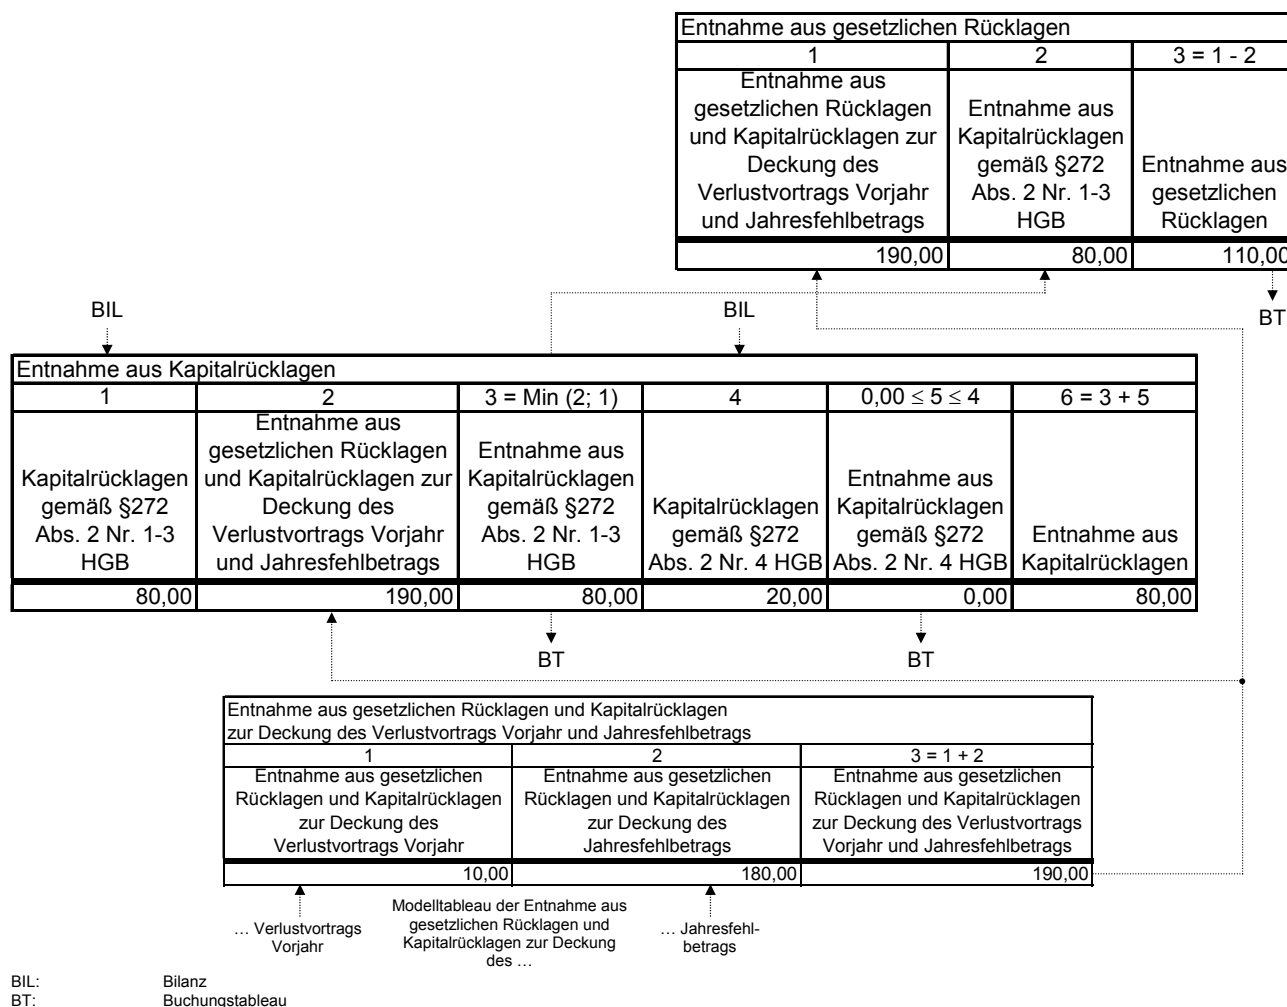 Entnahme aus gesetzlichen Rücklagen
1 2 3 = 1 - 2
Entnahme aus
gesetzlichen Rücklagen
und Kapitalrücklagen zur
Deckung des
Verlustvortrags Vorjahr
und Jahresfehlbetrags
Entnahme aus
Kapitalrücklagen
gemäß §272
Abs. 2 Nr. 1-3
HGB
Entnahme aus
gesetzlichen
Rücklagen
190,00 80,00 110,00
BIL BIL BT
Entnahme aus Kapitalrücklagen
1 2 3 = Min (2; 1) 4 0,00 ≤ 5 ≤ 4 6 = 3 + 5
Kapitalrücklagen
gemäß §272
Abs. 2 Nr. 1-3
HGB
Entnahme aus
gesetzlichen Rücklagen
und Kapitalrücklagen zur
Deckung des
Verlustvortrags Vorjahr
und Jahresfehlbetrags
Entnahme aus
Kapitalrücklagen
gemäß §272
Abs. 2 Nr. 1-3
HGB
Kapitalrücklagen
gemäß §272
Abs. 2 Nr. 4 HGB
Entnahme aus
Kapitalrücklagen
gemäß §272
Abs. 2 Nr. 4 HGB
Entnahme aus
Kapitalrücklagen
80,00 190,00 80,00 20,00 0,00 80,00
BT BT
Entnahme aus gesetzlichen Rücklagen und Kapitalrücklagen
zur Deckung des Verlustvortrags Vorjahr und Jahresfehlbetrags
1 2 3 = 1 + 2
Entnahme aus gesetzlichen
Rücklagen und Kapitalrücklagen
zur Deckung des
Verlustvortrags Vorjahr
Entnahme aus gesetzlichen
Rücklagen und Kapitalrücklagen
zur Deckung des
Jahresfehlbetrags
Entnahme aus gesetzlichen
Rücklagen und Kapitalrücklagen
zur Deckung des Verlustvortrags
Vorjahr und Jahresfehlbetrags
10,00 180,00 190,00
… Verlustvortrags
Vorjahr
Modelltableau der Entnahme aus
gesetzlichen Rücklagen und
Kapitalrücklagen zur Deckung
des …
… Jahresfehl-
betrags
BIL: Bilanz
BT: Buchungstableau